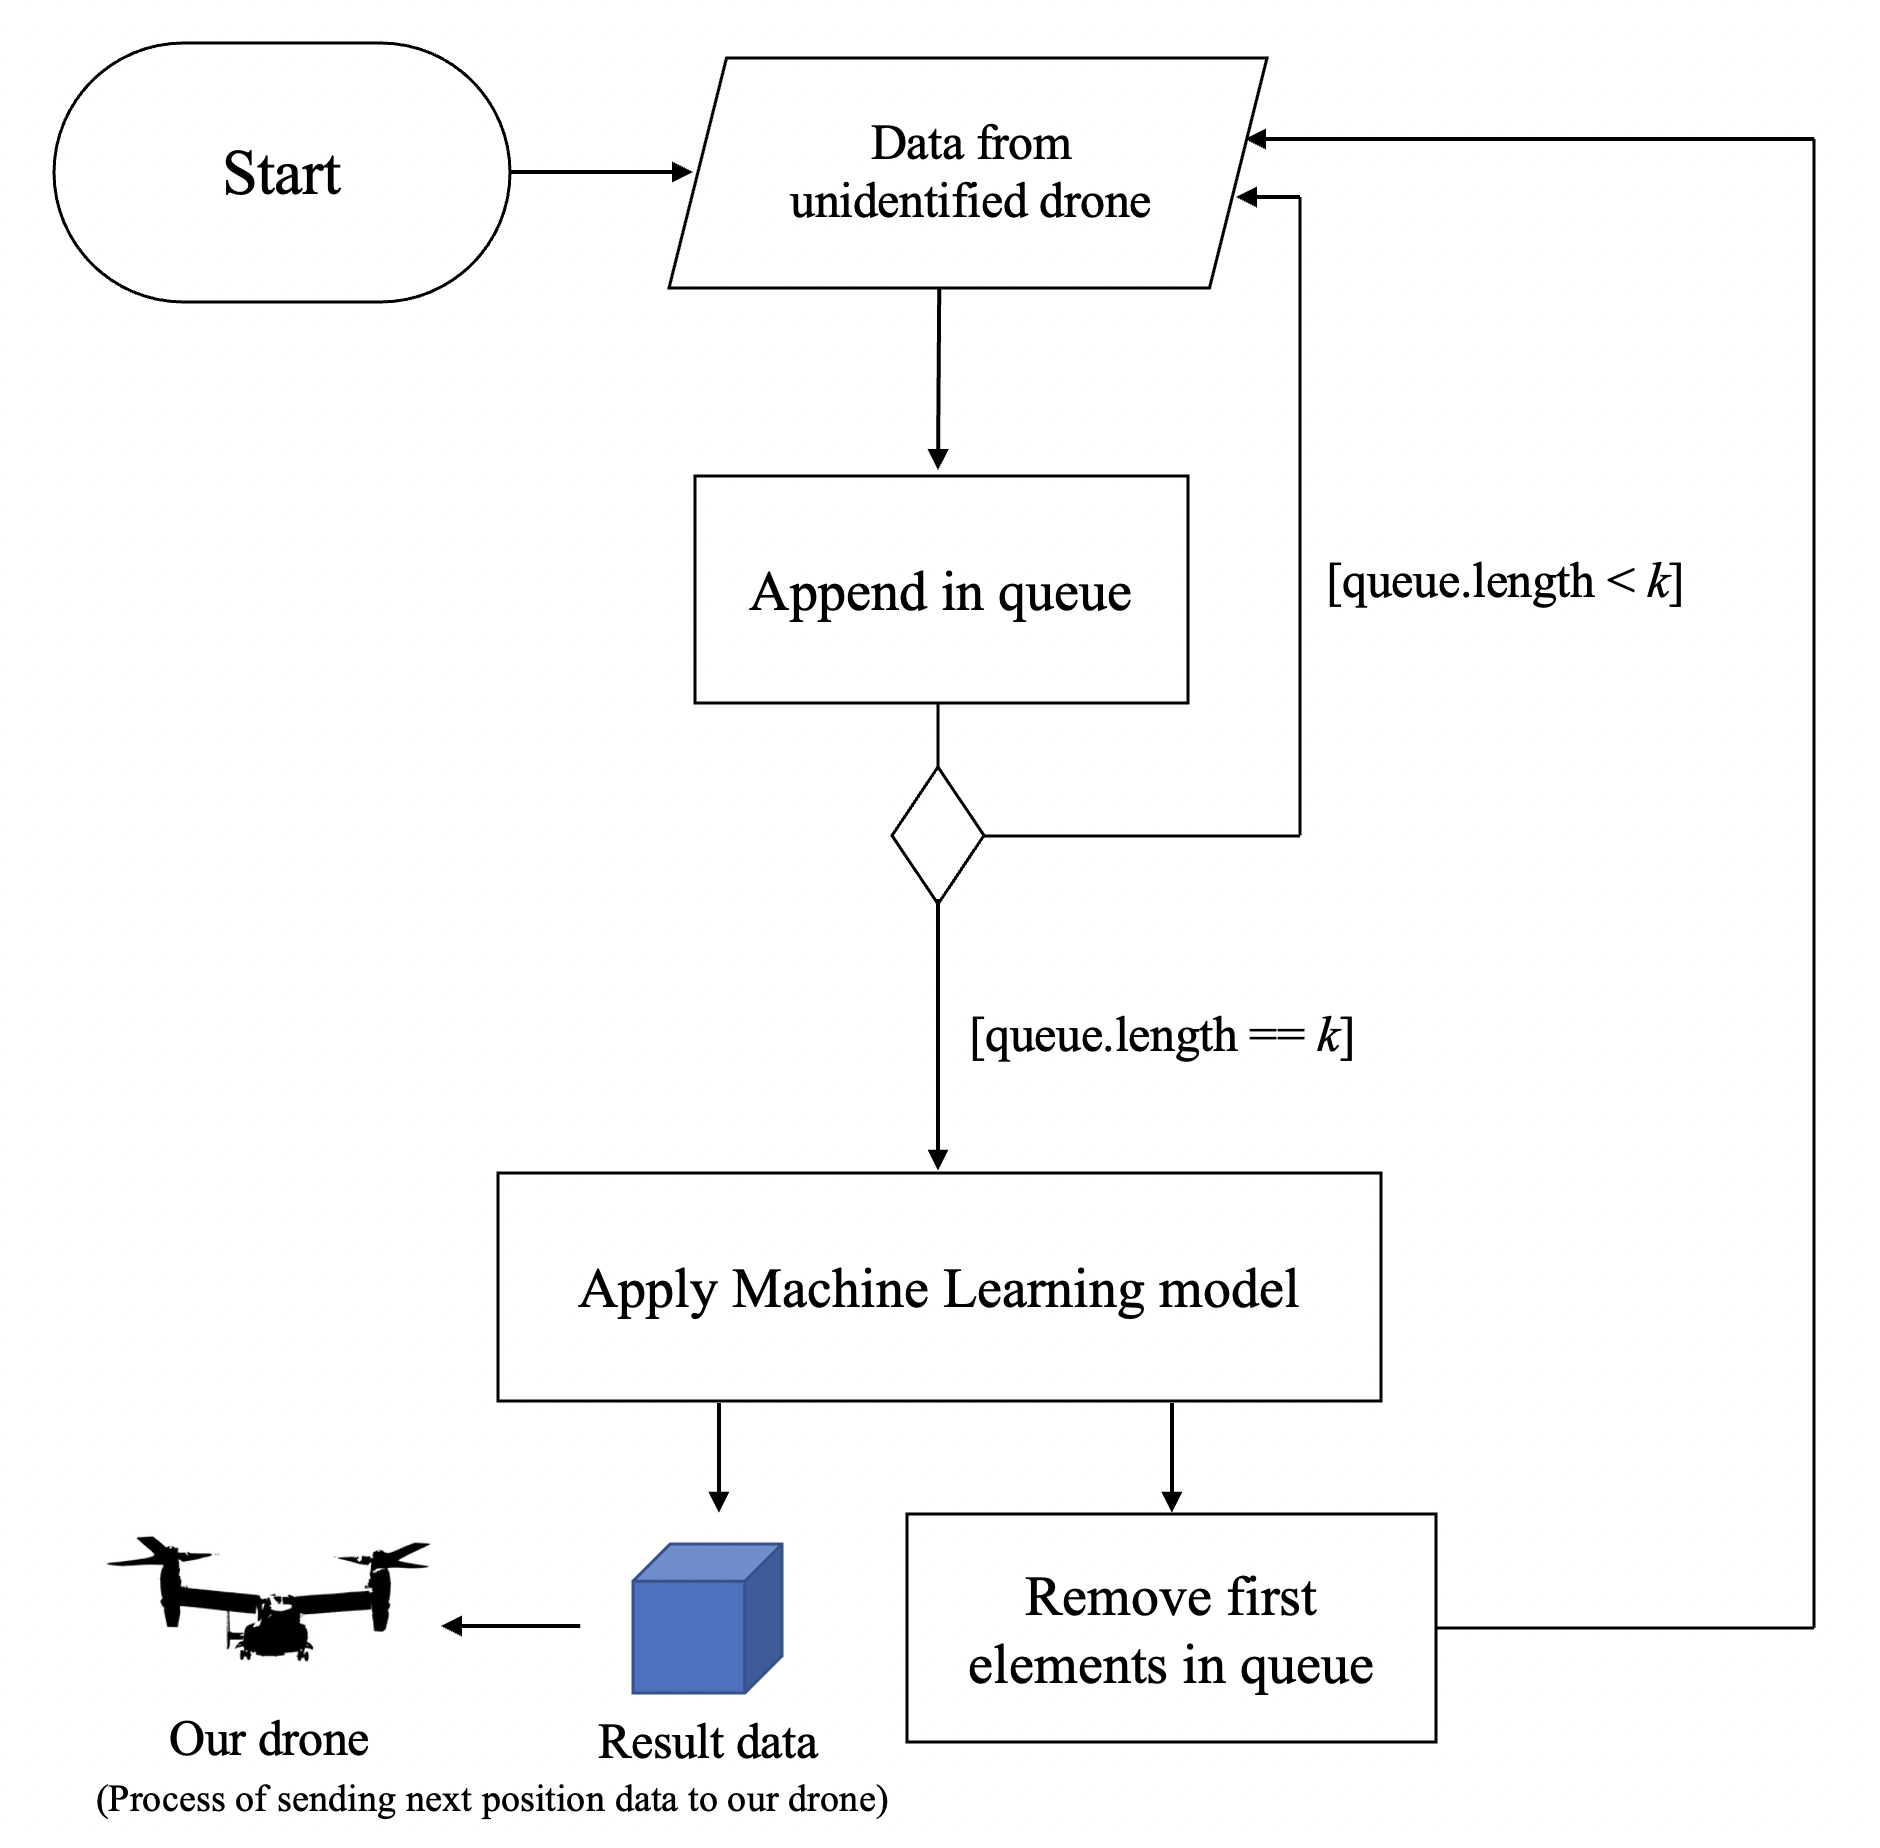 Start
Data from
unidentified drone
Append in queue
[queue.length < k]
[queue.length == k]
Apply Machine Learning model
Remove first
elements in queue
Our drone
Result data
(Process of sending next position data to our drone)